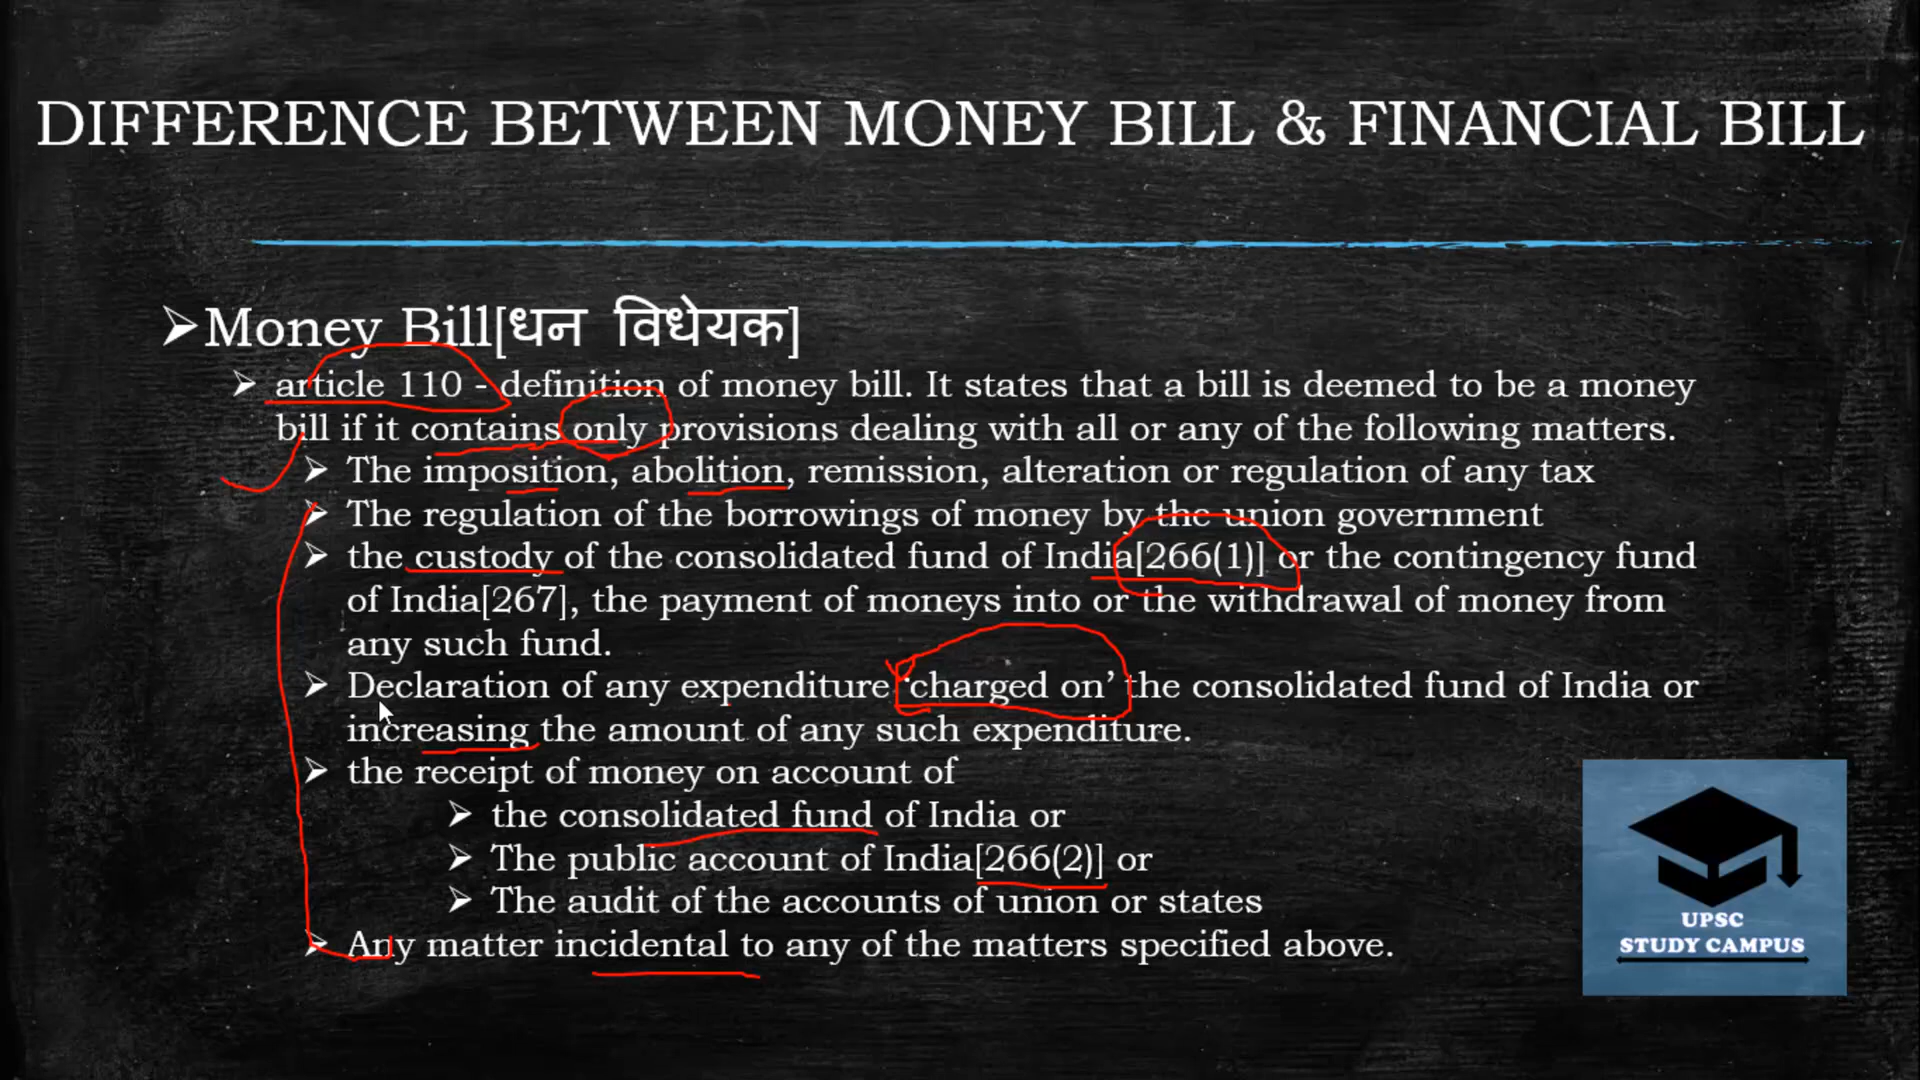 DIFFERENCE BETWEEN MONEY BILL & FINANCIAL BILL
Money Bill[धन विधेयक]
article 110 - definition of money bill. It states that a bill is deemed to be a money
bill if it contains only provisions dealing with all or any of the following matters.
The imposition, abolition, remission, alteration or regulation of any tax
The regulation of the borrowings of money by the union government
the custody of the consolidated fund of India[266(1)] or the contingency fund
of India[267], the payment of moneys into or the withdrawal of money from
any such fund.
Declaration of any expenditure ‘charged on’ the consolidated fund of India or
increasing the amount of any such expenditure.
the receipt of money on account of
the consolidated fund of India or
The public account of India[266(2)] or
The audit of the accounts of union or states
Any matter incidental to any of the matters specified above.
UPSC
STUDY CAMPUS